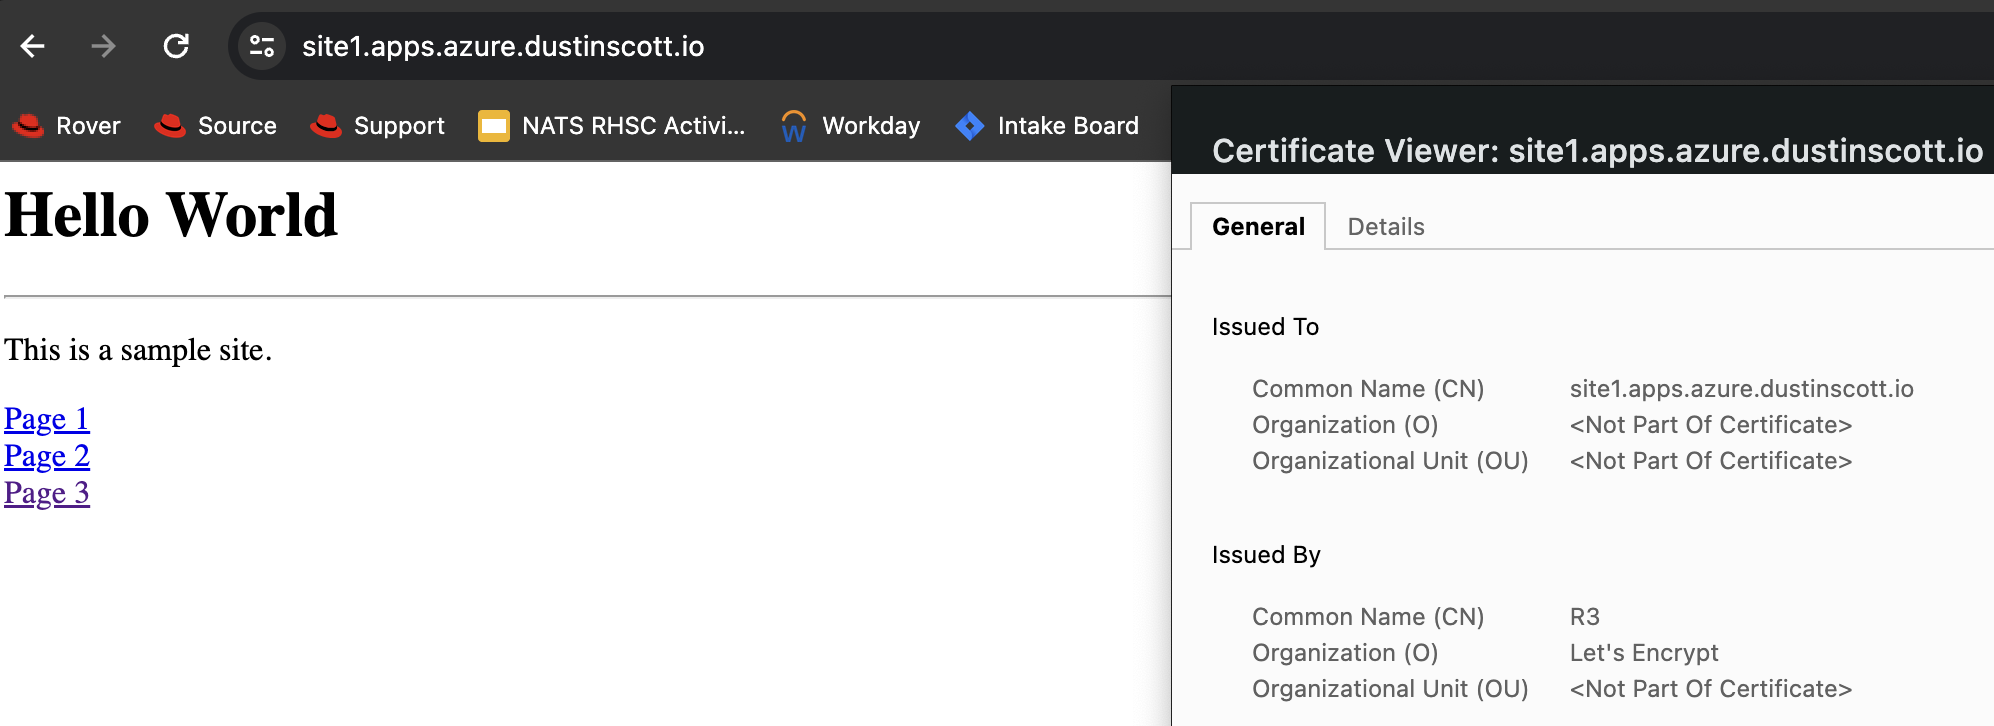 site1.apps.azure.dustinscott.io
Rover Source Support NATS RHSC Activi... Workday Intake Board
Hello World
This is a sample site.
Page 1
Page 2
Page 3
Certificate Viewer: site1.apps.azure.dustinscott.io
General Details
Issued To
Common Name (CN) site1.apps.azure.dustinscott.io
Organization (O) <Not Part Of Certificate>
Organizational Unit (OU) <Not Part Of Certificate>
Issued By
Common Name (CN) R3
Organization (O) Let's Encrypt
Organizational Unit (OU) <Not Part Of Certificate>